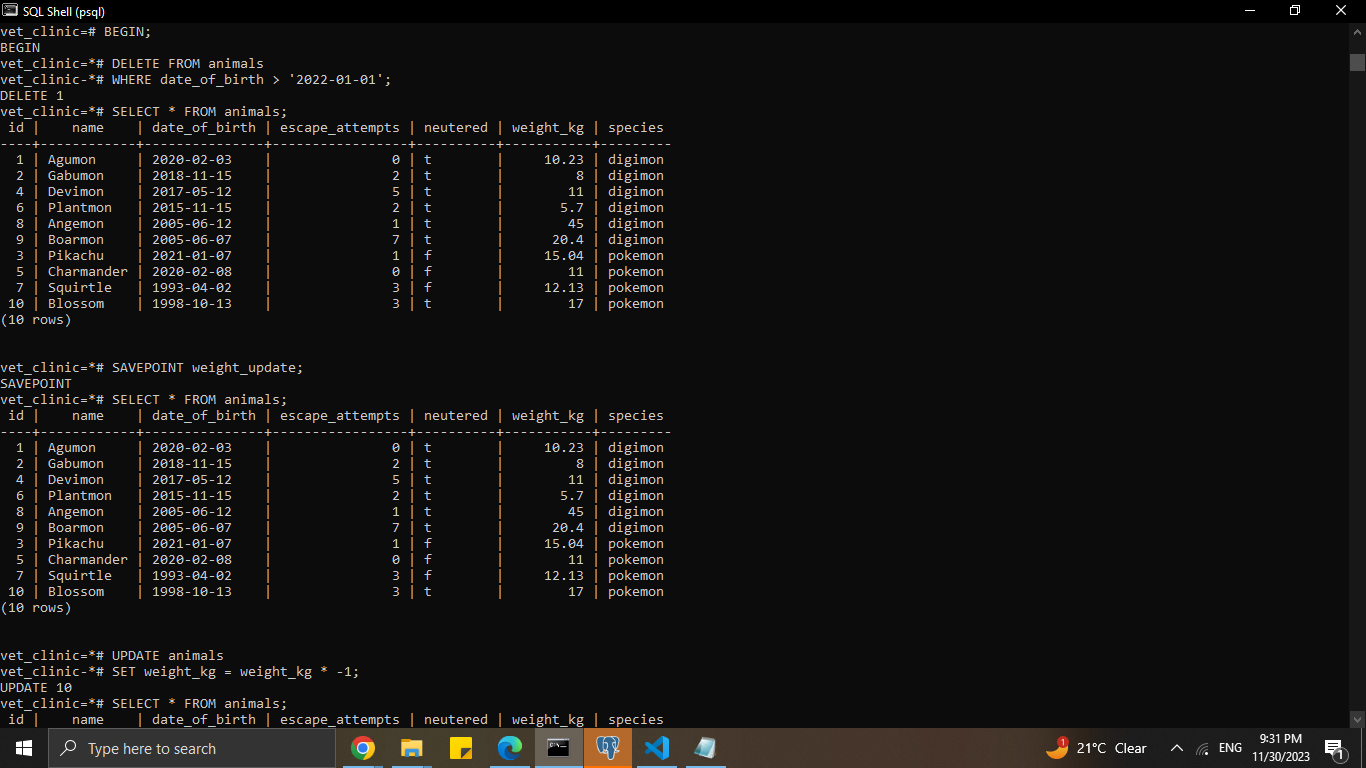 SQL Shell (psql)
vet_clinic=# BEGIN;
BEGIN
vet_clinic=*# DELETE FROM animals
vet_clinic-*# WHERE date_of_birth > '2022-01-01';
DELETE 1
vet_clinic=*# SELECT * FROM animals;
 id |    name    | date_of_birth | escape_attempts | neutered | weight_kg | species
----+------------+---------------+-----------------+----------+-----------+---------
  1 | Agumon     | 2020-02-03    |               0 | t        |     10.23 | digimon
  2 | Gabumon    | 2018-11-15    |               2 | t        |         8 | digimon
  4 | Devimon    | 2017-05-12    |               5 | t        |        11 | digimon
  6 | Plantmon   | 2015-11-15    |               2 | t        |       5.7 | digimon
  8 | Angemon    | 2005-06-12    |               1 | t        |        45 | digimon
  9 | Boarmon    | 2005-06-07    |               7 | t        |      20.4 | digimon
  3 | Pikachu    | 2021-01-07    |               1 | f        |     15.04 | pokemon
  5 | Charmander | 2020-02-08    |               0 | f        |        11 | pokemon
  7 | Squirtle   | 1993-04-02    |               3 | f        |     12.13 | pokemon
 10 | Blossom    | 1998-10-13    |               3 | t        |        17 | pokemon
(10 rows)
vet_clinic=*# SAVEPOINT weight_update;
SAVEPOINT
vet_clinic=*# SELECT * FROM animals;
 id |    name    | date_of_birth | escape_attempts | neutered | weight_kg | species
----+------------+---------------+-----------------+----------+-----------+---------
  1 | Agumon     | 2020-02-03    |               0 | t        |     10.23 | digimon
  2 | Gabumon    | 2018-11-15    |               2 | t        |         8 | digimon
  4 | Devimon    | 2017-05-12    |               5 | t        |        11 | digimon
  6 | Plantmon   | 2015-11-15    |               2 | t        |       5.7 | digimon
  8 | Angemon    | 2005-06-12    |               1 | t        |        45 | digimon
  9 | Boarmon    | 2005-06-07    |               7 | t        |      20.4 | digimon
  3 | Pikachu    | 2021-01-07    |               1 | f        |     15.04 | pokemon
  5 | Charmander | 2020-02-08    |               0 | f        |        11 | pokemon
  7 | Squirtle   | 1993-04-02    |               3 | f        |     12.13 | pokemon
 10 | Blossom    | 1998-10-13    |               3 | t        |        17 | pokemon
(10 rows)
vet_clinic=*# UPDATE animals
vet_clinic-*# SET weight_kg = weight_kg * -1;
UPDATE 10
vet_clinic=*# SELECT * FROM animals;
 id |    name    | date_of_birth | escape_attempts | neutered | weight_kg | species
Type here to search
1
21°C Clear
ENG
9:31 PM
11/30/2023
1